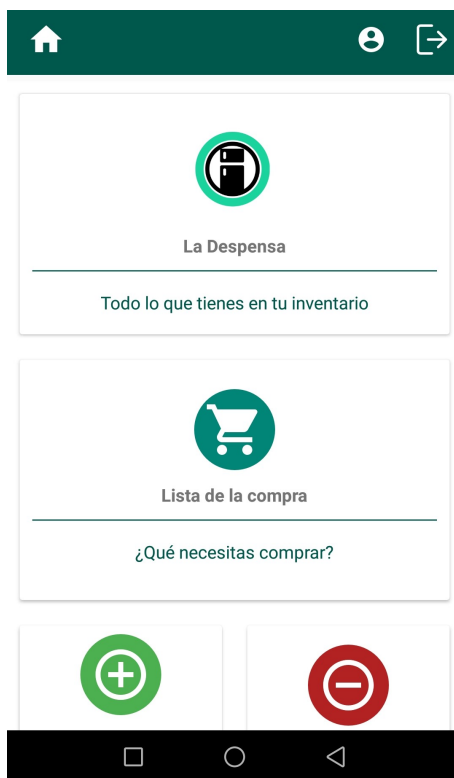 La Despensa
Todo lo que tienes en tu inventario
Lista de la compra
¿Qué necesitas comprar?